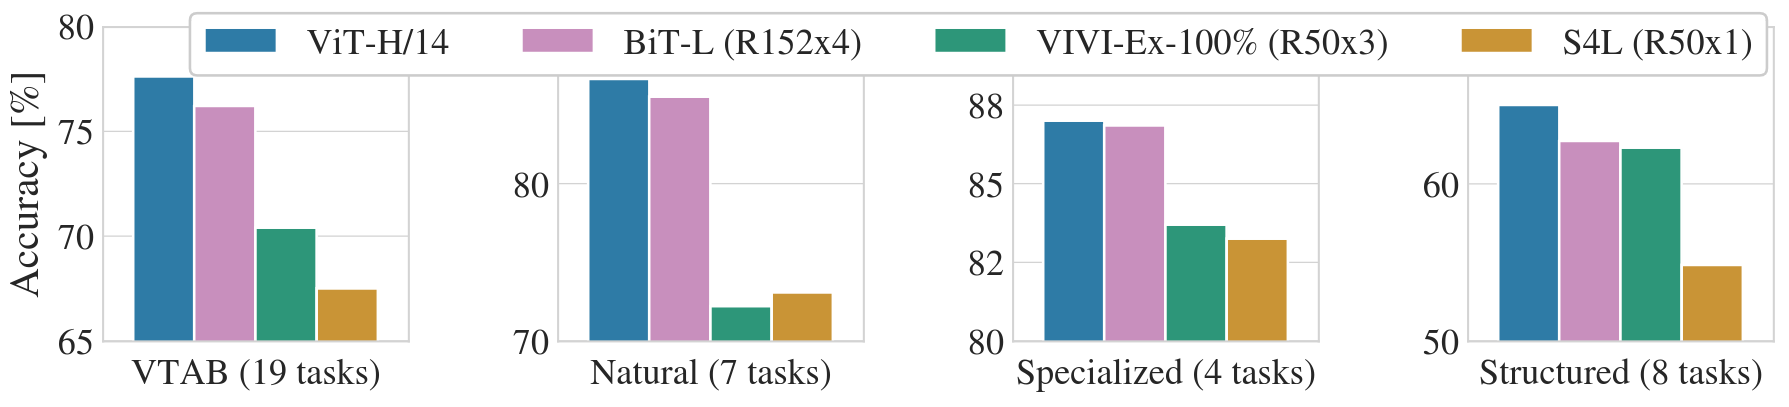 ViT-H/14 BiT-L (R152x4) VIVI-Ex-100% (R50x3) S4L (R50x1)
Accuracy [%]
80
75
70
65
VTAB (19 tasks)
80
70
Natural (7 tasks)
88
85
82
80
Specialized (4 tasks)
60
50
Structured (8 tasks)